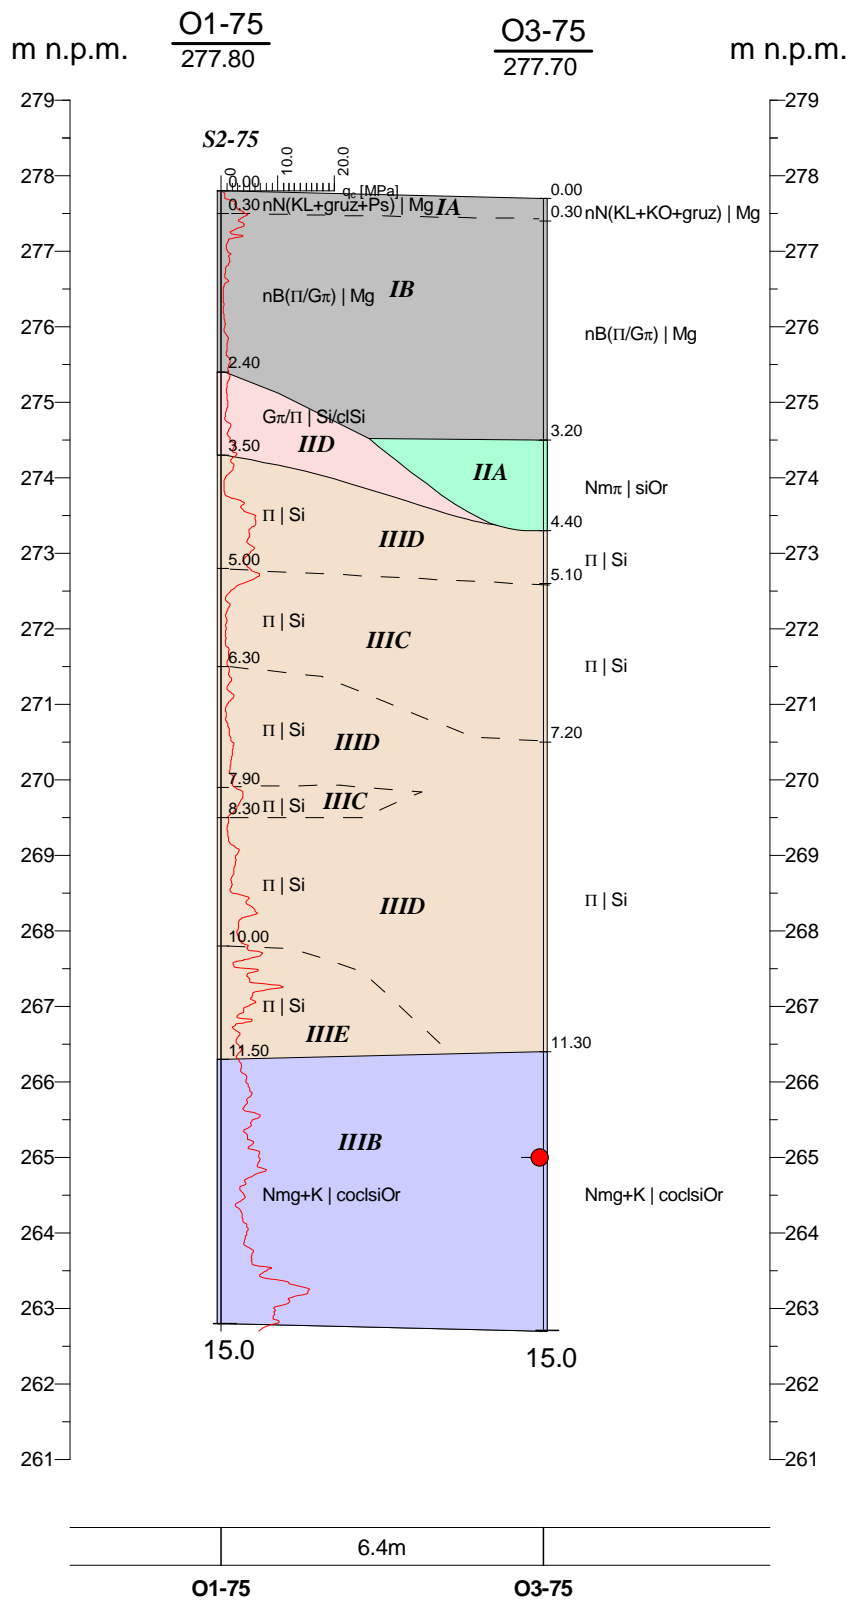 O1-75
277.80
O3-75
277.70
m n.p.m.
m n.p.m.
S2-75
0
10.0
20.0
qc [MPa]
279
278
277
276
275
274
273
272
271
270
269
268
267
266
265
264
263
262
261
279
278
277
276
275
274
273
272
271
270
269
268
267
266
265
264
263
262
261
0.00
0.30
nN(KL+gruz+Ps) | Mg
IA
0.00
0.30
nN(KL+KO+gruz) | Mg
IB
nB(Π/Gπ) | Mg
nB(Π/Gπ) | Mg
2.40
Gπ/Π | Si/clSi
IID
3.20
IIA
Nmπ | siOr
3.50
Π | Si
IIID
4.40
Π | Si
5.00
5.10
Π | Si
IIIC
Π | Si
6.30
Π | Si
IIID
7.20
7.90
IIIC
8.30
Π | Si
Π | Si
IIID
Π | Si
10.00
Π | Si
IIIE
11.30
11.50
IIIB
Nmg+K | coclsiOr
Nmg+K | coclsiOr
15.0
15.0
6.4m
O1-75
O3-75